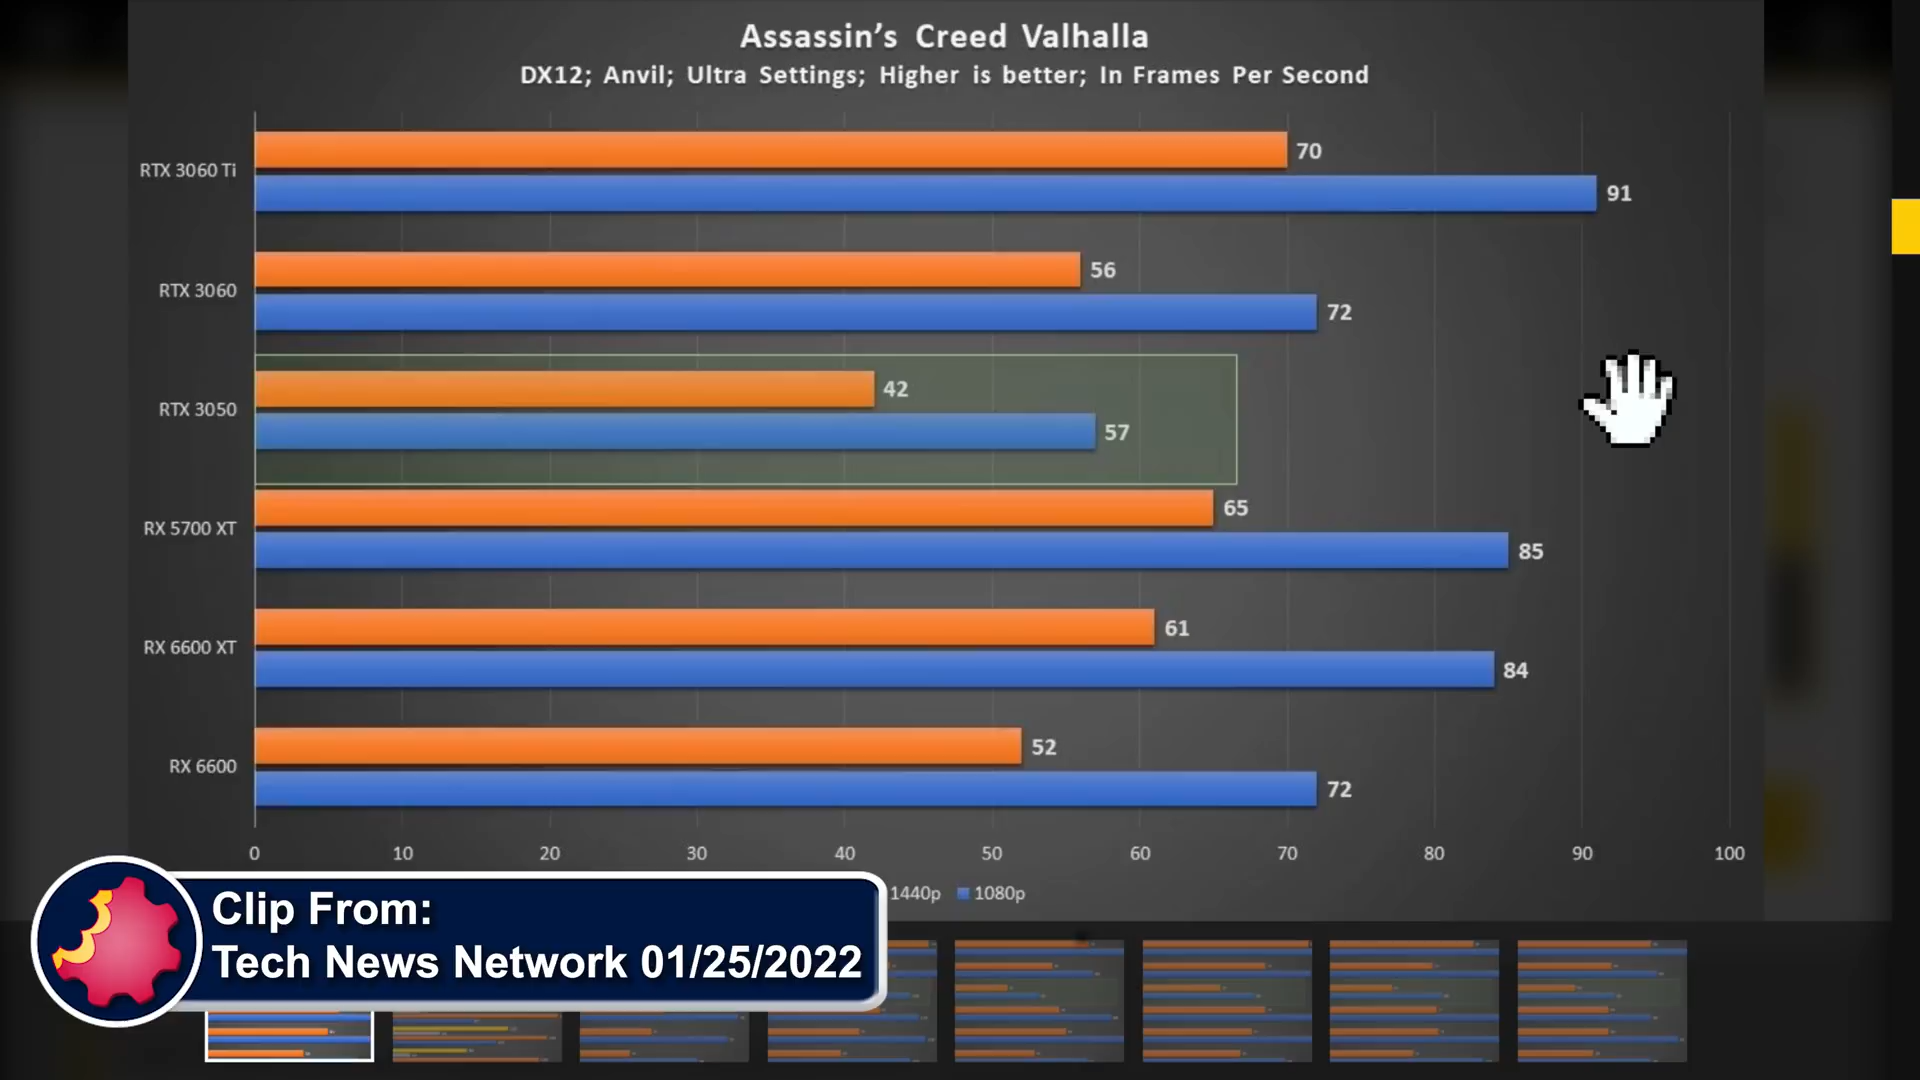 Assassin's Creed Valhalla
DX12; Anvil; Ultra Settings; Higher is better; In Frames Per Second
RTX 3060 Ti
70
91
RTX 3060
56
72
RTX 3050
42
57
RX 5700 XT
65
85
RX 6600 XT
61
84
RX 6600
52
72
0 10 20 30 40 50 60 70 80 90 100
1440p 1080p
Clip From:
Tech News Network 01/25/2022